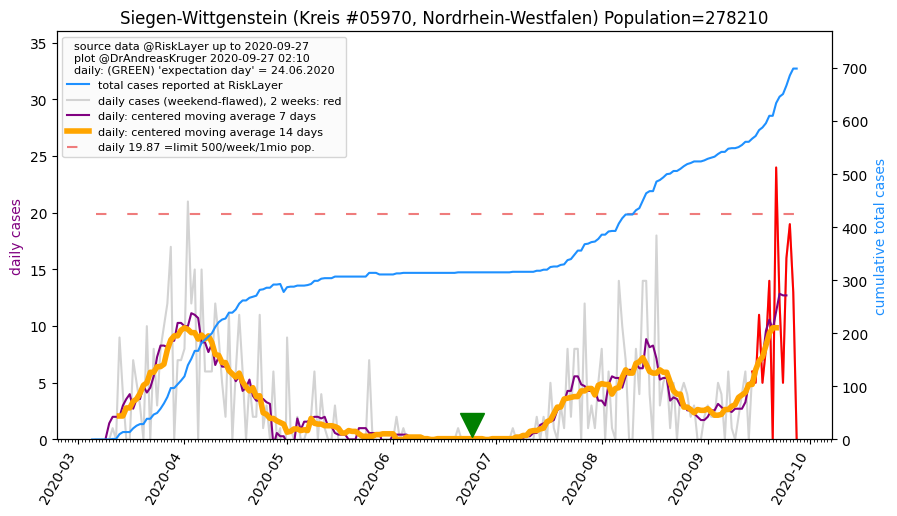 Siegen-Wittgenstein (Kreis #05970, Nordrhein-Westfalen) Population=278210
source data @RiskLayer up to 2020-09-27
plot @DrAndreasKruger 2020-09-27 02:10
daily: (GREEN) 'expectation day' = 24.06.2020
total cases reported at RiskLayer
daily cases (weekend-flawed), 2 weeks: red
daily: centered moving average 7 days
daily: centered moving average 14 days
daily 19.87 =limit 500/week/1mio pop.
daily cases
35
30
25
20
15
10
5
0
cumulative total cases
700
600
500
400
300
200
100
0
2020-03
2020-04
2020-05
2020-06
2020-07
2020-08
2020-09
2020-10